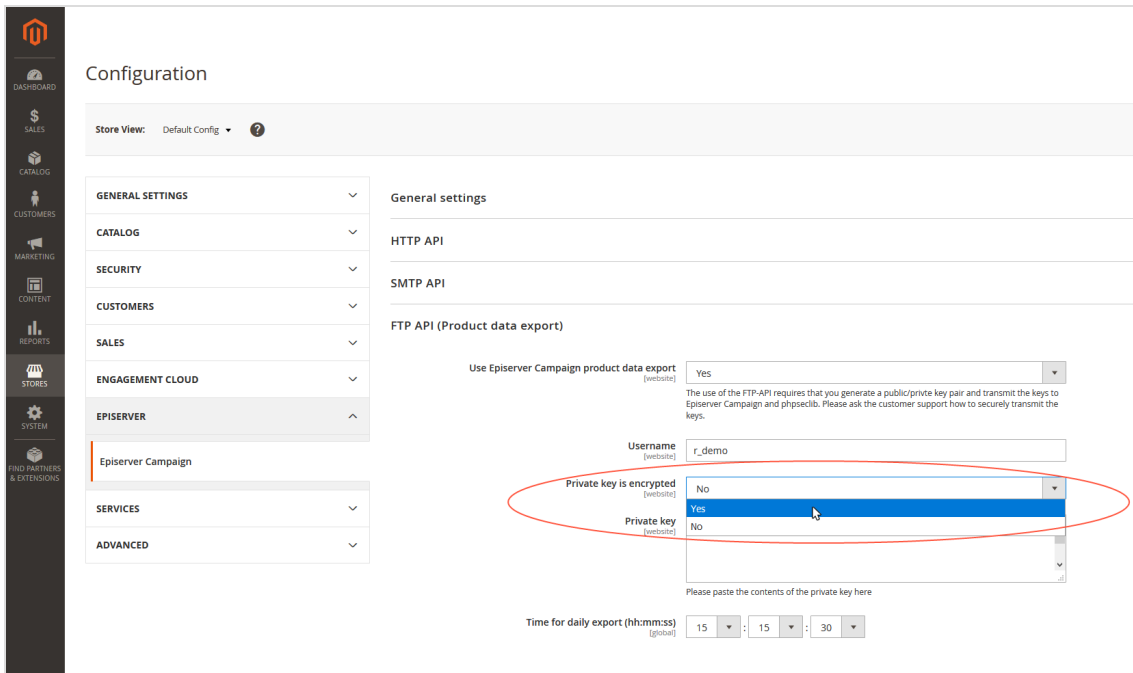 Configuration
Store View: Default Config
DASHBOARD
SALES
CATALOG
CUSTOMERS
MARKETING
CONTENT
REPORTS
STORES
SYSTEM
FIND PARTNERS
& EXTENSIONS
GENERAL SETTINGS
CATALOG
SECURITY
CUSTOMERS
SALES
ENGAGEMENT CLOUD
EPISERVER
Episerver Campaign
SERVICES
ADVANCED
General settings
HTTP API
SMTP API
FTP API (Product data export)
Use Episerver Campaign product data export Yes
[website]
The use of the FTP-API requires that you generate a public/privte key pair and transmit the keys to
Episerver Campaign and phpseclib. Please ask the customer support how to securely transmit the
keys.
Username r_demo
[website]
Private key is encrypted No
[website]
Yes
Private key No
[website]
Please paste the contents of the private key here
Time for daily export (hh:mm:ss) 15 : 15 : 30
[global]